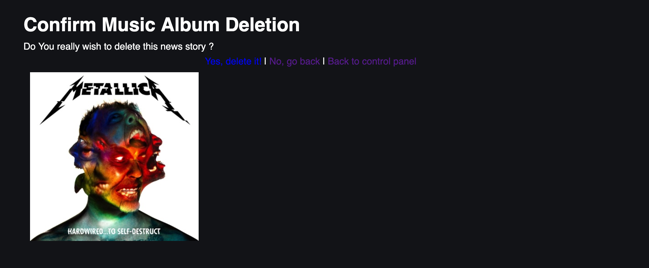 Confirm Music Album Deletion
Do You really wish to delete this news story ?
Yes, delete it! | No, go back | Back to control panel
METALLICA
HARDWIRED...TO SELF-DESTRUCT